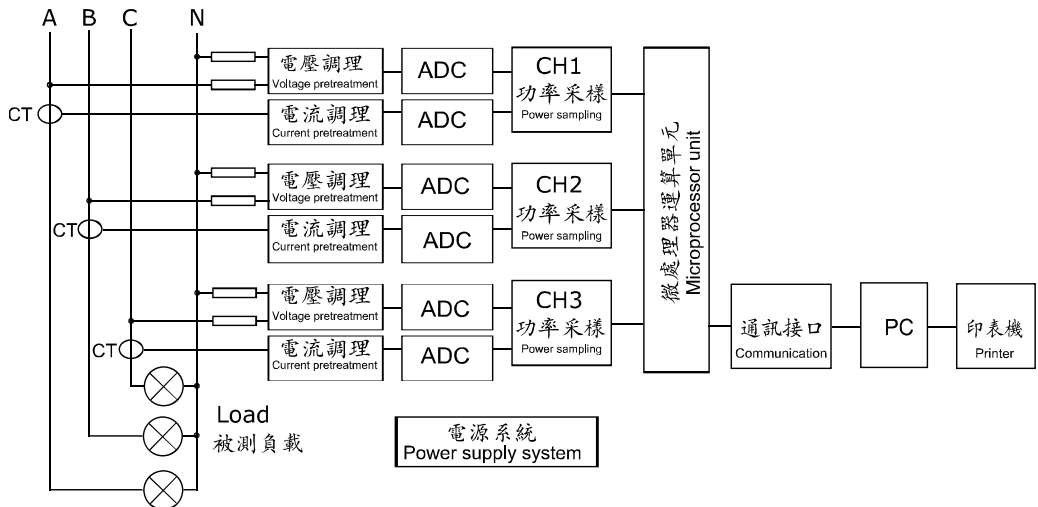 A B C N
電壓調理
Voltage pretreatment
ADC
CH1
功率采樣
Power sampling
CT
電流調理
Current pretreatment
ADC
電壓調理
Voltage pretreatment
ADC
CH2
功率采樣
Power sampling
CT
電流調理
Current pretreatment
ADC
電壓調理
Voltage pretreatment
ADC
CH3
功率采樣
Power sampling
CT
電流調理
Current pretreatment
ADC
微處理器運算單元
Microprocessor unit
通訊接口
Communication
PC
印表機
Printer
Load
被測負載
電源系統
Power supply system